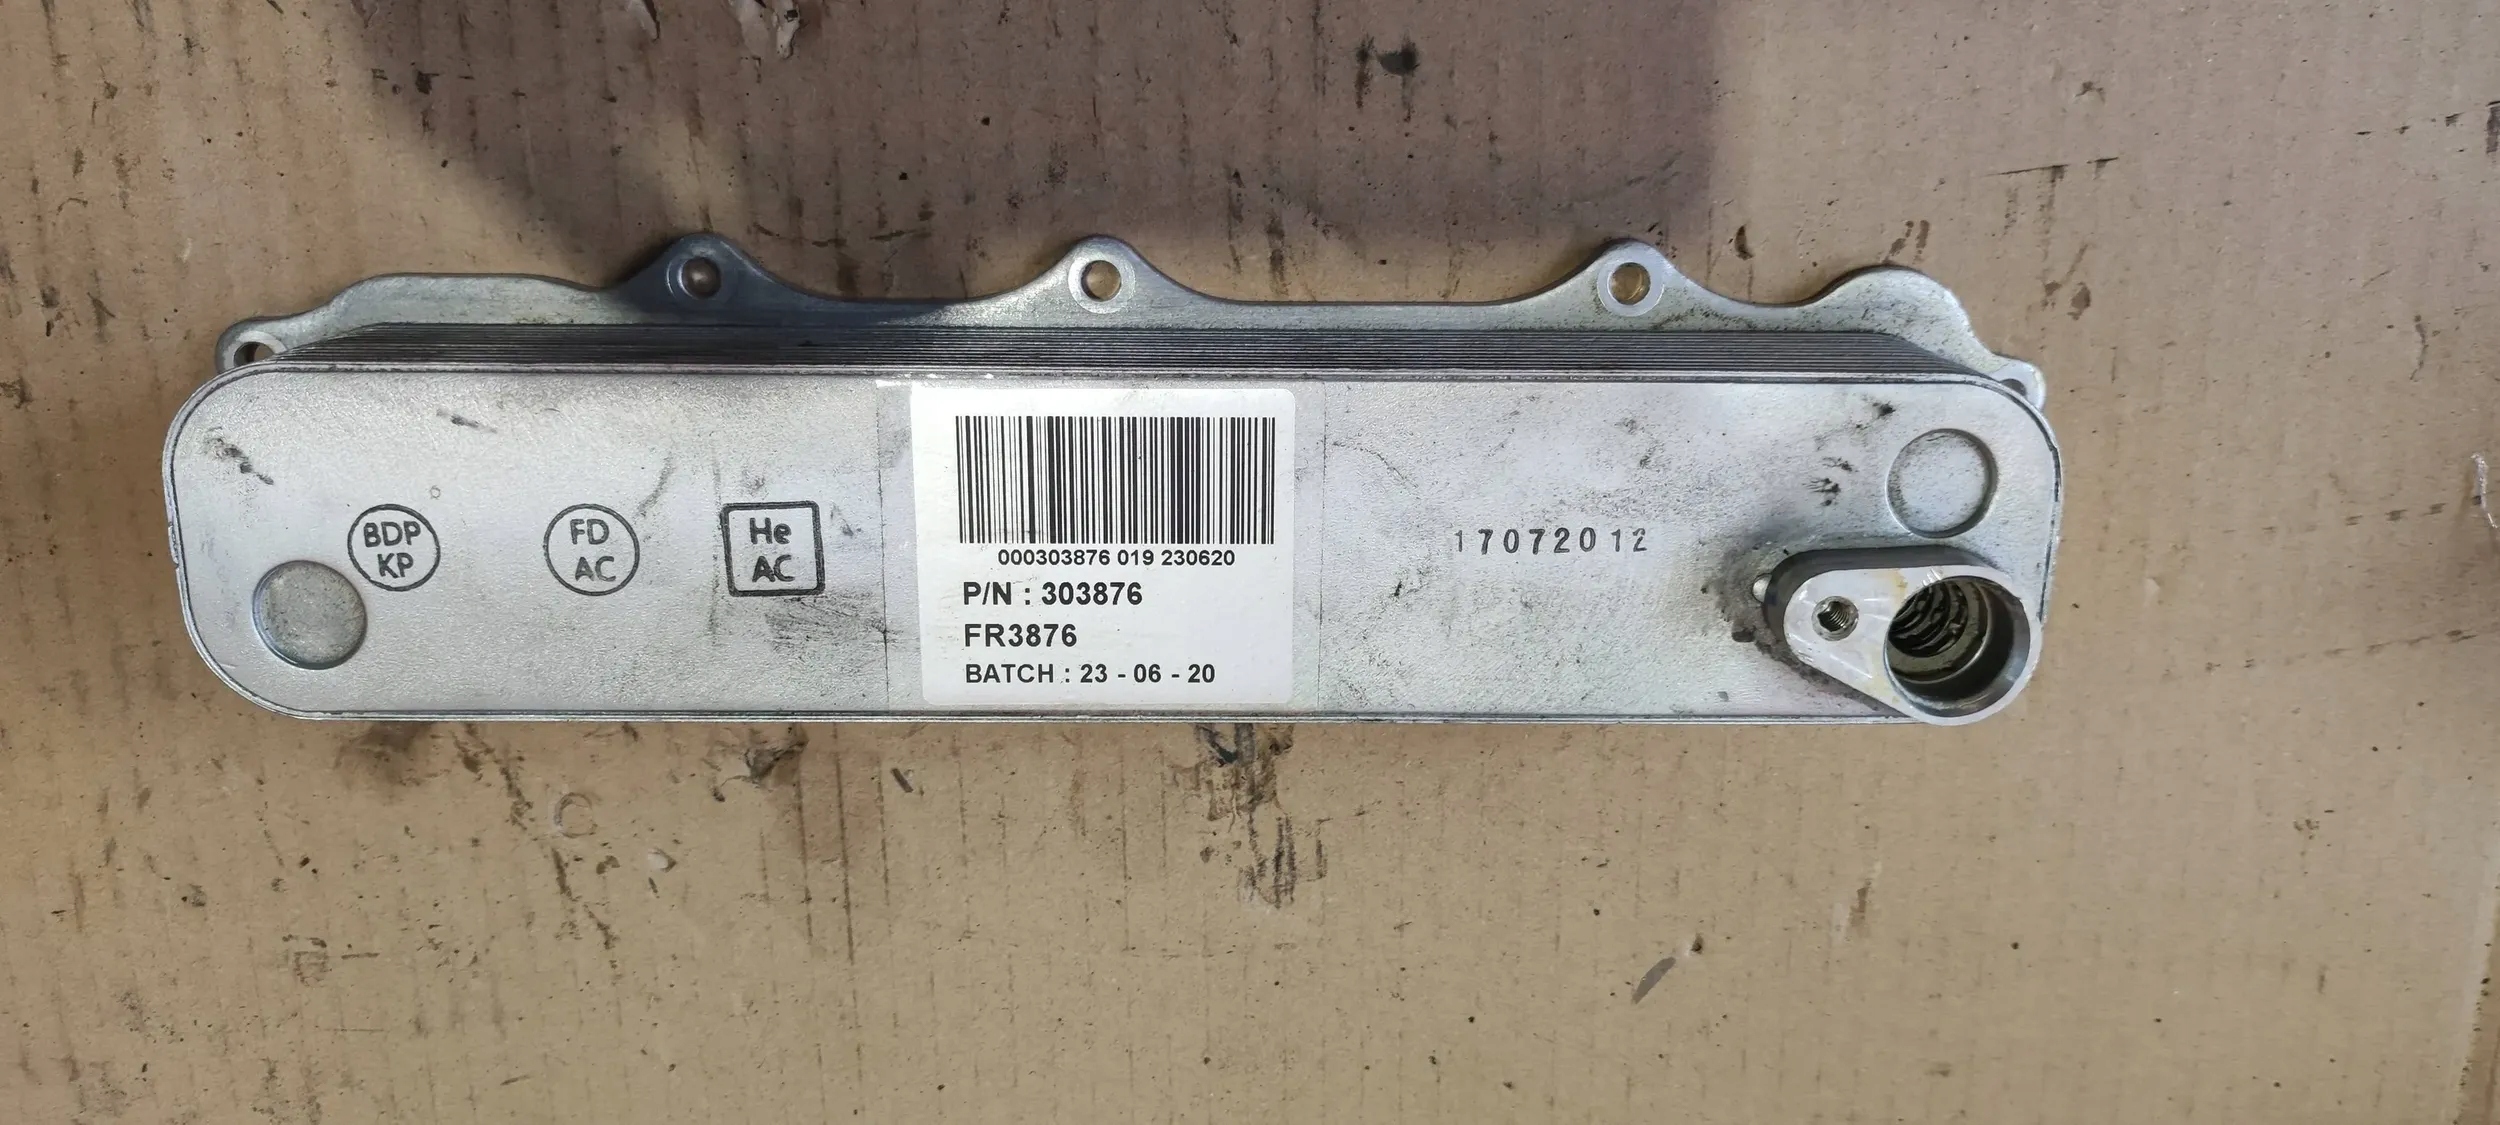 BDP
KP
FD
AC
He
AC
000303876 019 230620
P/N : 303876
FR3876
BATCH : 23 - 06 - 20
17072012